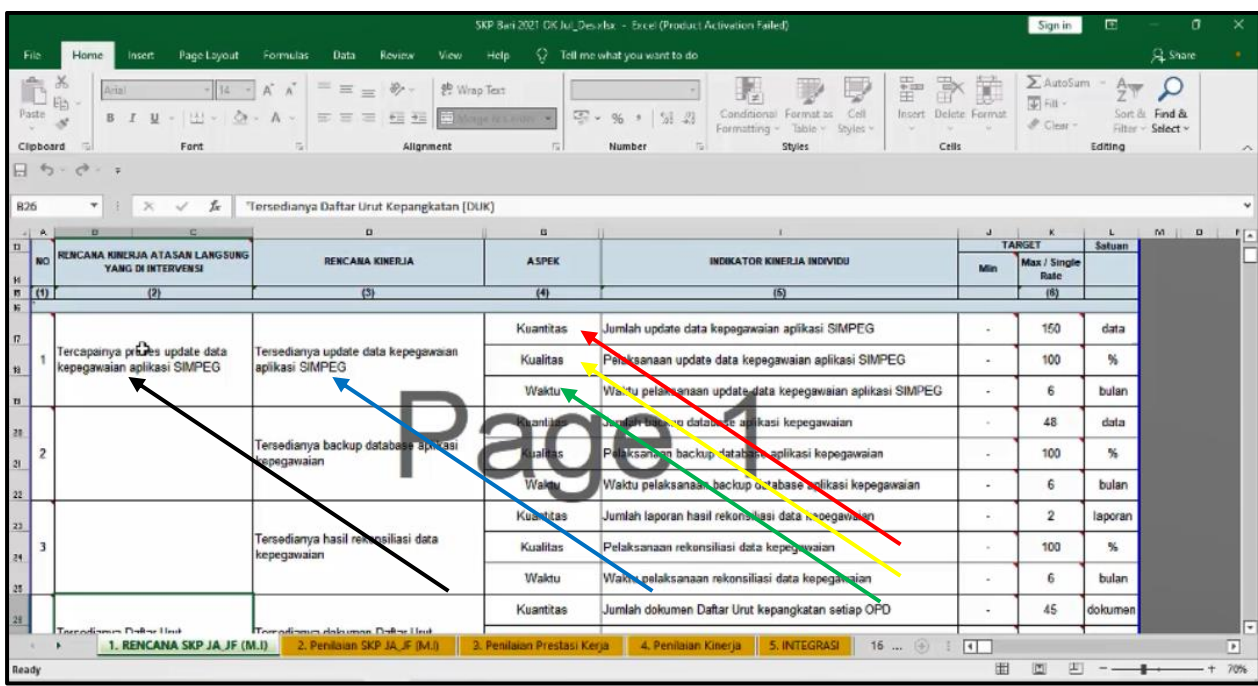 SKP Bari 2021 OK Jul_Des.xlsx - Excel (Product Activation Failed)
Sign in
File Home Insert Page Layout Formulas Data Review View Help Tell me what you want to do Share
Paste
Arial 14
Wrap Text
Merge & Center
B I U
Conditional Formatting
Format as Table
Cell Styles
Insert Delete Format
AutoSum
Fill
Clear
Sort & Filter
Find & Select
Clipboard Font Alignment Number Styles Cells Editing
B26 fx 'Tersedianya Daftar Urut Kepangkatan (DUK)
NO
RENCANA KINERJA ATASAN LANGSUNG
YANG DI INTERVENSI
RENCANA KINERJA
ASPEK
INDIKATOR KINERJA INDIVIDU
TARGET
Min
Max / Single
Rate
Satuan
(1) (2) (3) (4) (5) (6)
1
Tercapainya proses update data
kepegawaian aplikasi SIMPEG
Tersedianya update data kepegawaian
aplikasi SIMPEG
Kuantitas Jumlah update data kepegawaian aplikasi SIMPEG - 150 data
Kualitas Pelaksanaan update data kepegawaian aplikasi SIMPEG - 100 %
Waktu Waktu pelaksanaan update data kepegawaian aplikasi SIMPEG - 6 bulan
2
Tersedianya backup database aplikasi
kepegawaian
Kuantitas Jumlah backup database aplikasi kepegawaian - 48 data
Kualitas Pelaksanaan backup database aplikasi kepegawaian - 100 %
Waktu Waktu pelaksanaan backup database aplikasi kepegawaian - 6 bulan
3
Tersedianya hasil rekonsiliasi data
kepegawaian
Kuantitas Jumlah laporan hasil rekonsiliasi data kepegawaian - 2 laporan
Kualitas Pelaksanaan rekonsiliasi data kepegawaian - 100 %
Waktu Waktu pelaksanaan rekonsiliasi data kepegawaian - 6 bulan
Tersedianya Daftar Urut
Tersedianya dokumen Daftar Urut
Kuantitas Jumlah dokumen Daftar Urut kepangkatan setiap OPD - 45 dokumen
Page 1
1. RENCANA SKP JA_JF (M.I) 2. Penilaian SKP JA_JF (M.I) 3. Penilaian Prestasi Kerja 4. Penilaian Kinerja 5. INTEGRASI 16 ...
Ready 70%